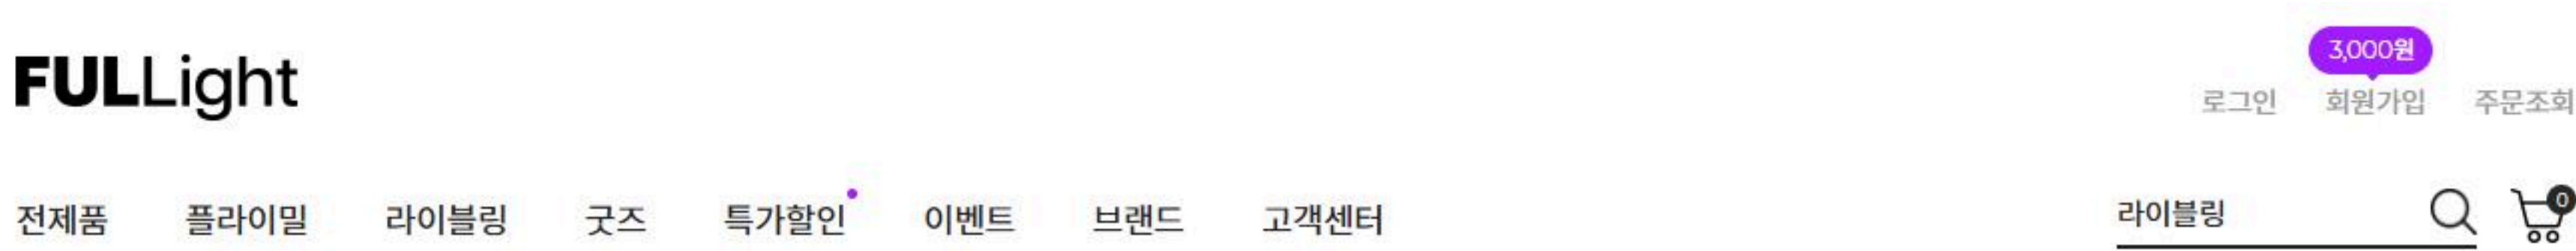 FULLight
3,000원
로그인 회원가입 주문조회
전제품 플라이밀 라이블링 굿즈 특가할인 이벤트 브랜드 고객센터 라이블링 0